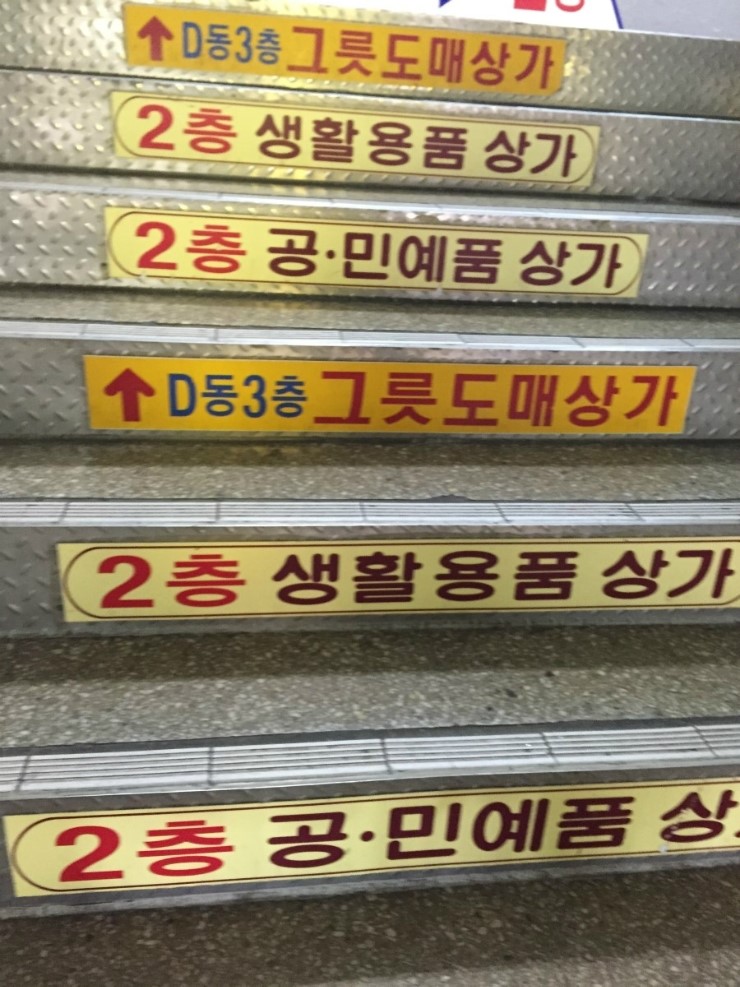 ↑ D동3층 그릇도매상가
2층 생활용품 상가
2층 공·민예품 상가
↑ D동3층 그릇도매상가
2층 생활용품 상가
2층 공·민예품 상